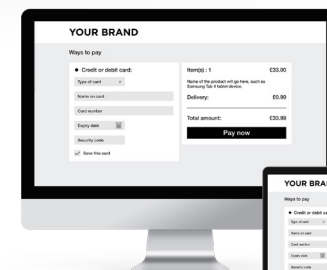 YOUR BRAND
Ways to pay
Credit or debit card:
Type of card
Name on card
Card number
Expiry date
Security code
Save this card
Item(s) : 1 £33.00
Name of the product will go here, such as
Samsung Tab 4 tablet device.
Delivery: £0.99
Total amount: £33.99
Pay now
YOUR BRA
Ways to pay
Credit or debit ca
Type of card
Name on card
Card number
Expiry date
Security code